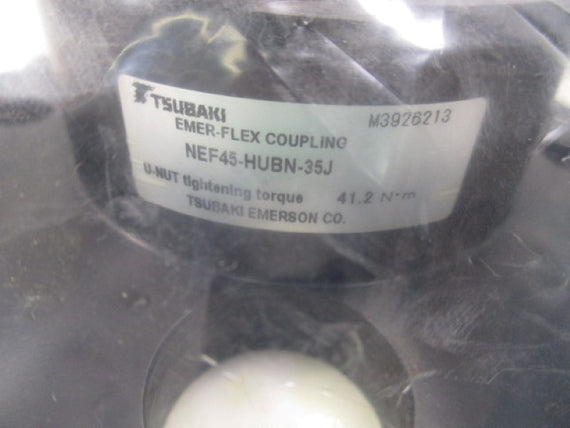 TSUBAKI
M3926213
EMER-FLEX COUPLING
NEF45-HUBN-35J
U-NUT tightening torque 41.2 N·m
TSUBAKI EMERSON CO.